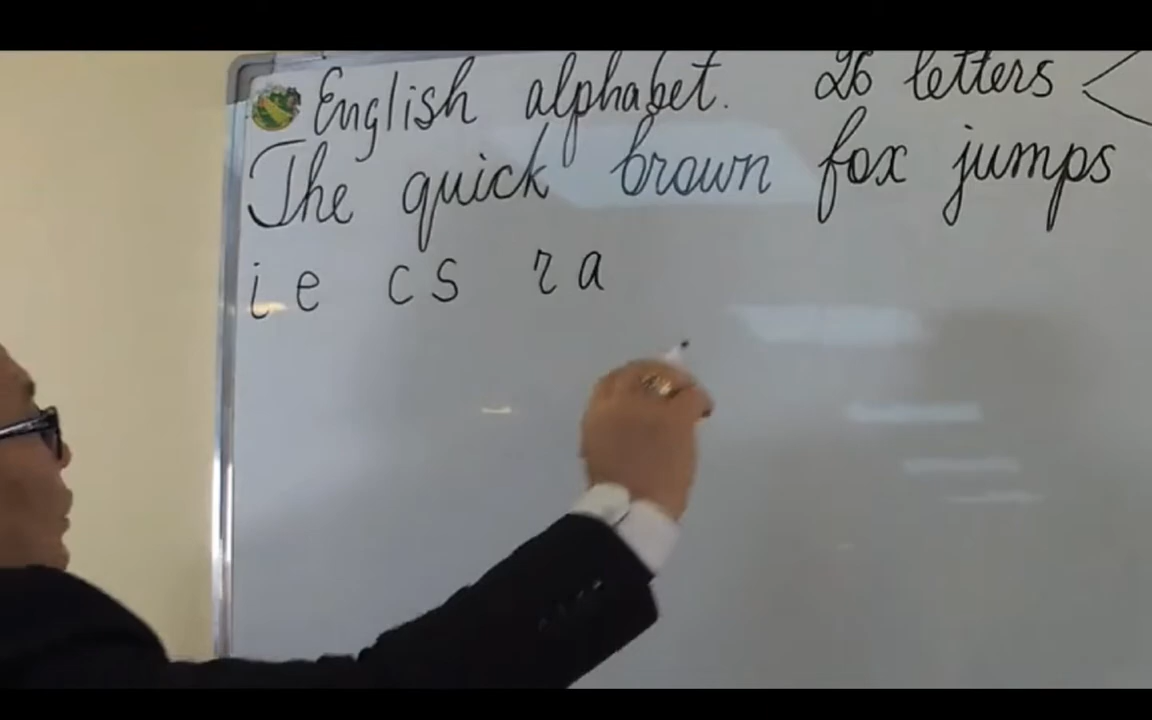 English alphabet. 26 letters <
The quick brown fox jumps
i e c s r a